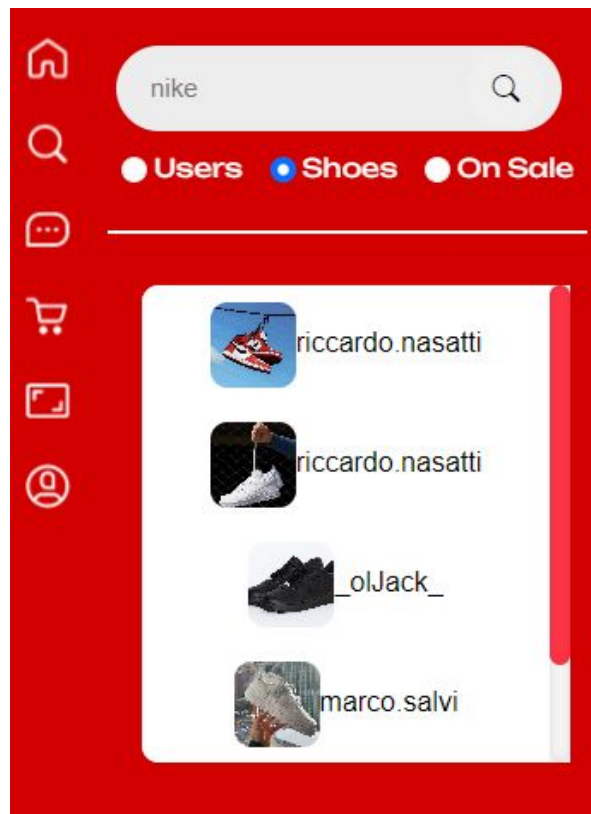 nike
Users Shoes On Sale
riccardo.nasatti
riccardo.nasatti
_olJack_
marco.salvi